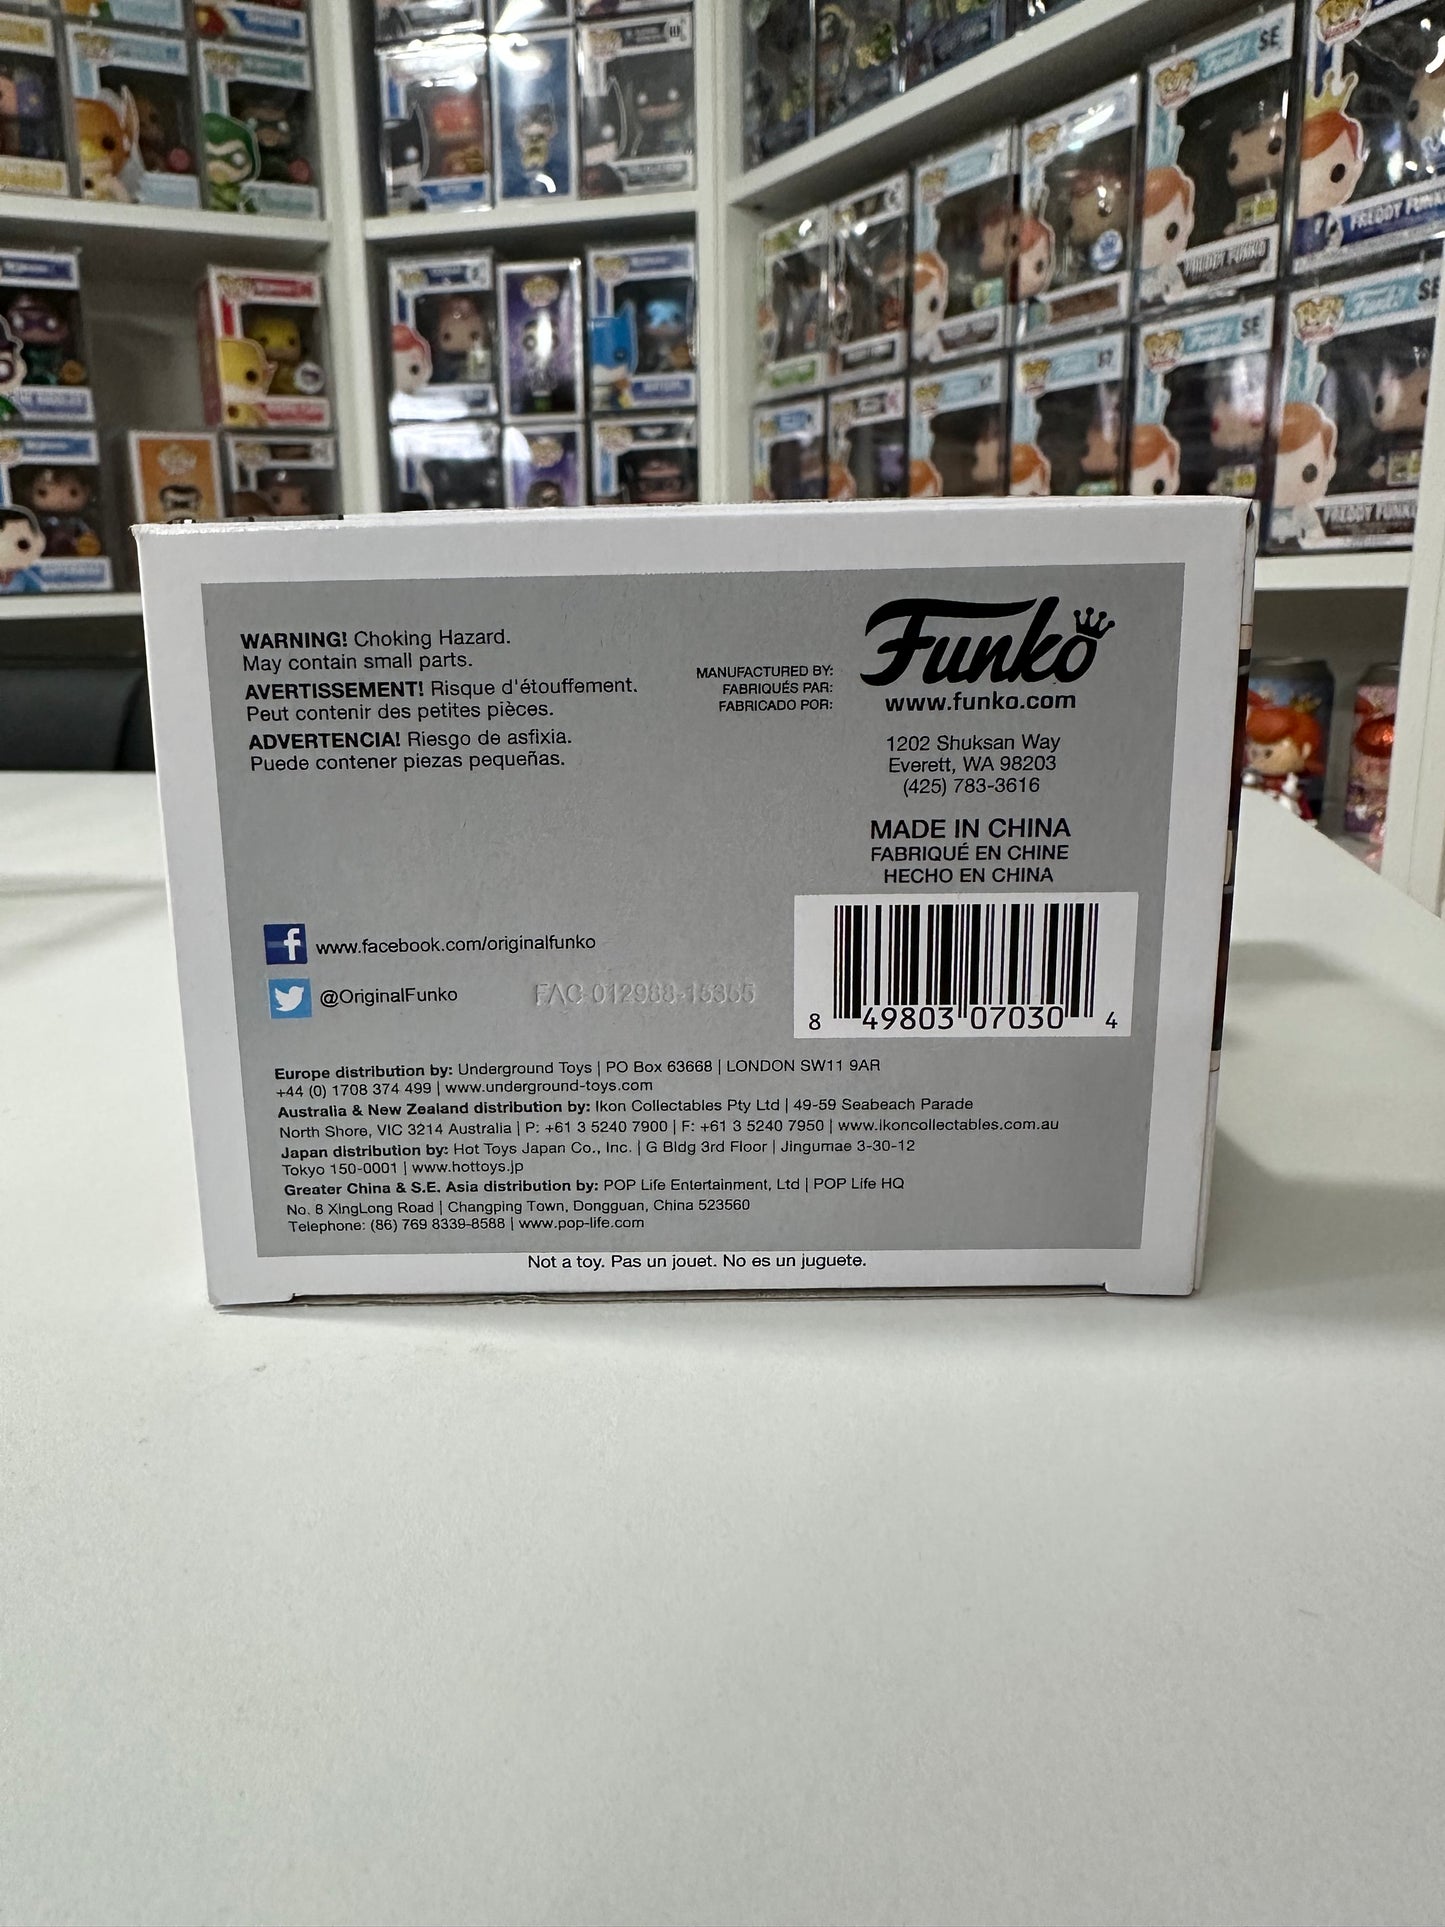 WARNING! Choking Hazard.
May contain small parts.
AVERTISSEMENT! Risque d'étouffement.
Peut contenir des petites pièces.
ADVERTENCIA! Riesgo de asfixia.
Puede contener piezas pequeñas.
MANUFACTURED BY:
FABRIQUÉS PAR:
FABRICADO POR:
Funko
www.funko.com
1202 Shuksan Way
Everett, WA 98203
(425) 783-3616
MADE IN CHINA
FABRIQUÉ EN CHINE
HECHO EN CHINA
www.facebook.com/originalfunko
@OriginalFunko
FAC-012968-15355
8 49803 07030 4
Europe distribution by: Underground Toys | PO Box 63668 | LONDON SW11 9AR
+44 (0) 1708 374 499 | www.underground-toys.com
Australia & New Zealand distribution by: Ikon Collectables Pty Ltd | 49-59 Seabeach Parade
North Shore, VIC 3214 Australia | P: +61 3 5240 7900 | F: +61 3 5240 7950 | www.ikoncollectables.com.au
Japan distribution by: Hot Toys Japan Co., Inc. | G Bldg 3rd Floor | Jingumae 3-30-12
Tokyo 150-0001 | www.hottoys.jp
Greater China & S.E. Asia distribution by: POP Life Entertainment, Ltd | POP Life HQ
No. 8 XingLong Road | Changping Town, Dongguan, China 523560
Telephone: (86) 769 8339-8588 | www.pop-life.com
Not a toy. Pas un jouet. No es un juguete.
POP Funko SE
FREDDY FUNKO
FREDDY FUNKO
POP Funko SE
POP Funko SE
FREDDY FUNKO